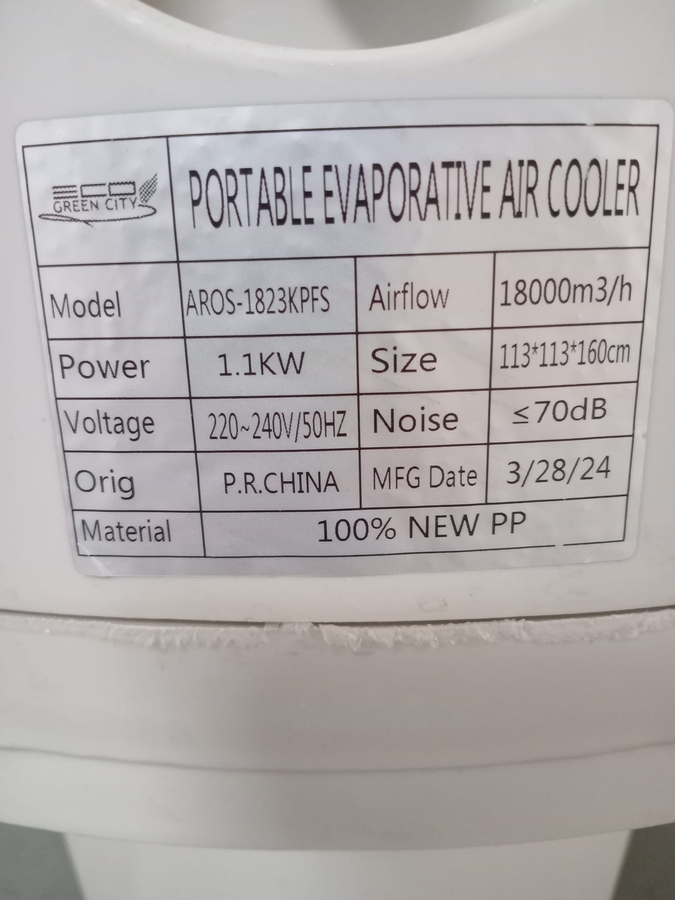 ECO
GREEN CITY
PORTABLE EVAPORATIVE AIR COOLER
Model AROS-1823KPFS Airflow 18000m3/h
Power 1.1KW Size 113*113*160cm
Voltage 220~240V/50HZ Noise ≤70dB
Orig P.R.CHINA MFG Date 3/28/24
Material 100% NEW PP